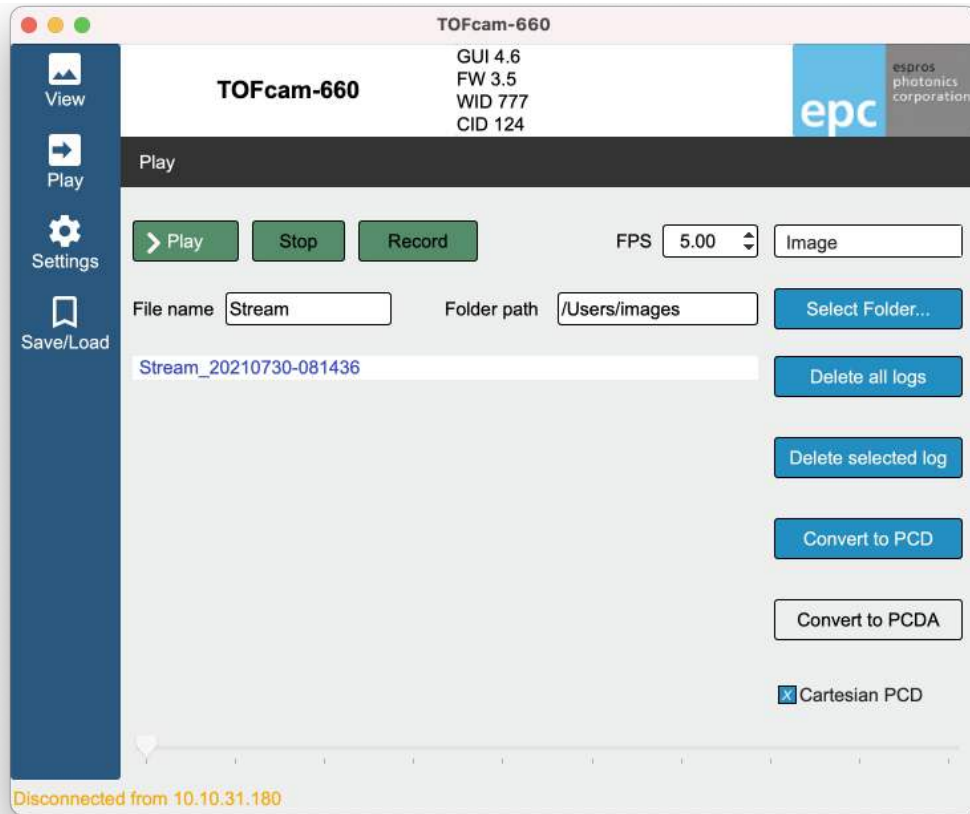 TOFcam-660
View
Play
Settings
Save/Load
TOFcam-660
GUI 4.6
FW 3.5
WID 777
CID 124
epc
espros
photonics
corporation
Play
Play Stop Record FPS 5.00 Image
File name Stream Folder path /Users/images Select Folder...
Stream_20210730-081436
Delete all logs
Delete selected log
Convert to PCD
Convert to PCDA
X Cartesian PCD
Disconnected from 10.10.31.180